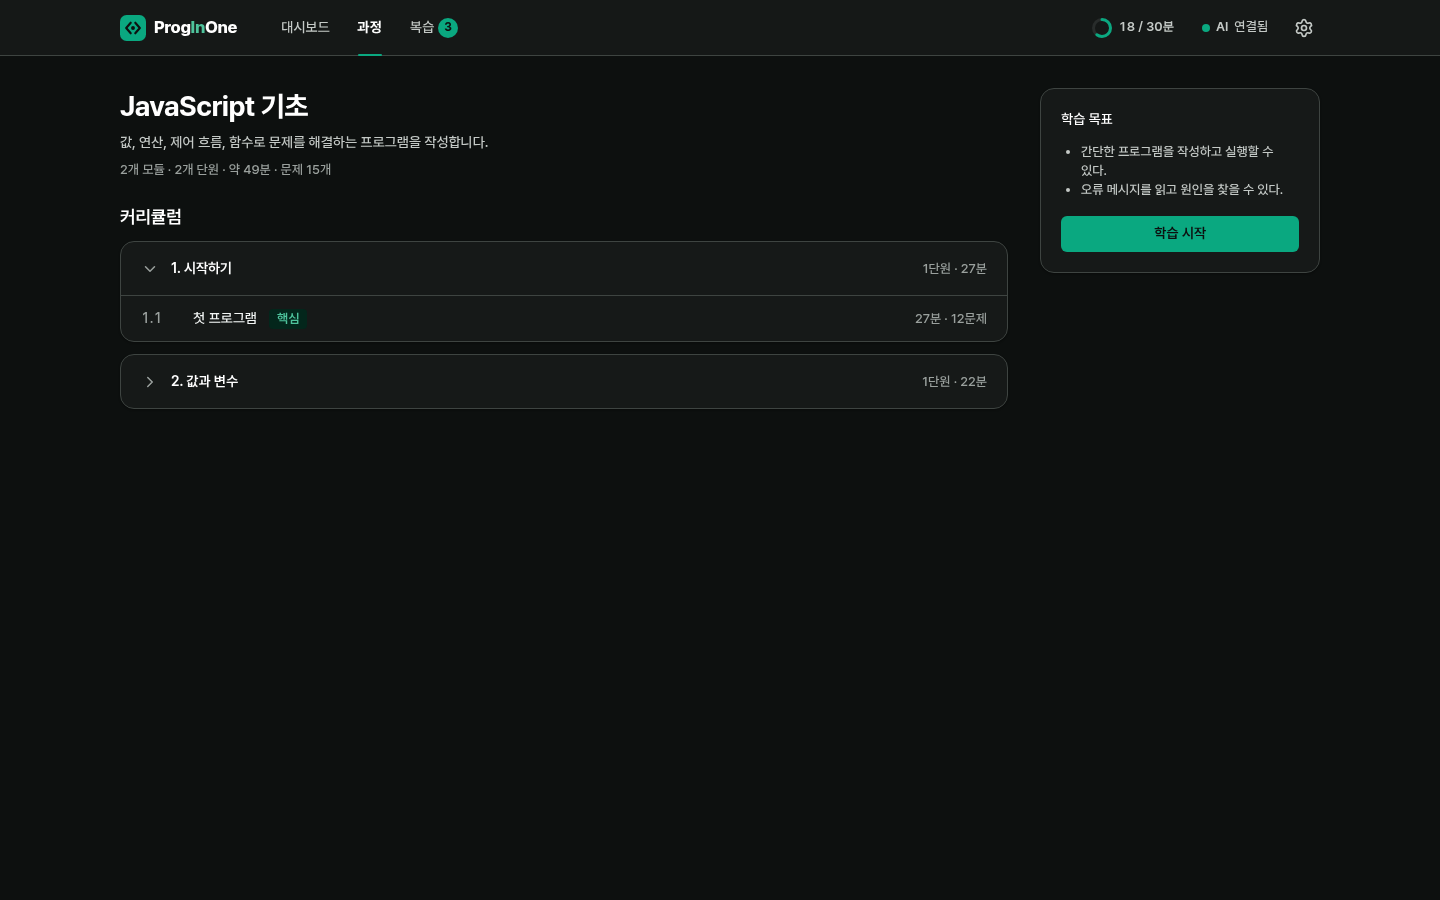 ProgInOne
대시보드
과정
복습 3
18 / 30분
AI 연결됨
JavaScript 기초
값, 연산, 제어 흐름, 함수로 문제를 해결하는 프로그램을 작성합니다.
2개 모듈 · 2개 단원 · 약 49분 · 문제 15개
커리큘럼
1. 시작하기
1단원 · 27분
1.1 첫 프로그램 핵심
27분 · 12문제
2. 값과 변수
1단원 · 22분
학습 목표
• 간단한 프로그램을 작성하고 실행할 수
있다.
• 오류 메시지를 읽고 원인을 찾을 수 있다.
학습 시작